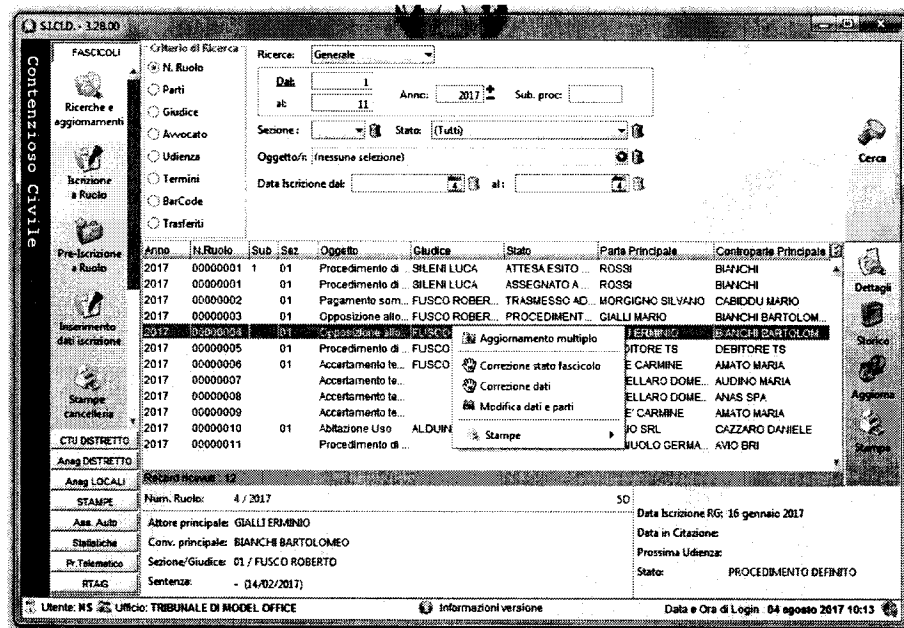 S.I.C.I.D. - 3.28.00
Contenzioso Civile
FASCICOLI
Ricerche e aggiornamenti
Iscrizione a Ruolo
Pre-Iscrizione a Ruolo
Inserimento dati iscrizione
Stampe cancelleria
CTU DISTRETTO
Anag DISTRETTO
Anag LOCALI
STAMPE
Ass. Auto
Statistiche
Pr.Telematico
RTAG
Criterio di Ricerca
N. Ruolo
Parti
Giudice
Avvocato
Udienza
Termini
BarCode
Trasferiti
Ricerca: Generale
Dal: 1
al: 11
Anno: 2017
Sub. proc:
Sezione: Stato: (Tutti)
Oggetto/i: (nessuna selezione)
Data Iscrizione dal: al:
Cerca
Anno N.Ruolo Sub Sez Oggetto Giudice Stato Parte Principale Controparte Principale
2017 00000001 1 01 Procedimento di ... SILENI LUCA ATTESA ESITO ... ROSSI BIANCHI
2017 00000001 01 Procedimento di ... SILENI LUCA ASSEGNATO A ... ROSSI BIANCHI
2017 00000002 01 Pagamento som... FUSCO ROBER... TRASMESSO AD... MORGIGNO SILVANO CABIDDU MARIO
2017 00000003 01 Opposizione allo... FUSCO ROBER... PROCEDIMENT... GIALLI MARIO BIANCHI BARTOLOM...
2017 00000004 01 Opposizione allo... FUSCO ERMINIO BIANCHI BARTOLOM...
2017 00000005 01 Procedimento di ... FUSCO DITORE TS DEBITORE TS
2017 00000006 01 Accertamento te... FUSCO E CARMINE AMATO MARIA
2017 00000007 Accertamento te... ELLARO DOME... AUDINO MARIA
2017 00000008 Accertamento te... ELLARO DOME... ANAS SPA
2017 00000009 Accertamento te... E' CARMINE AMATO MARIA
2017 00000010 01 Abitazione Uso ALDUIN JO SRL CAZZARO DANIELE
2017 00000011 Procedimento di ... NUOLO GERMA... AVIO BRI
Aggiornamento multiplo
Correzione stato fascicolo
Correzione dati
Modifica dati e parti
Stampe
Dettagli
Storico
Aggiorna
Stampe
Record ricevuti : 12
Num. Ruolo: 4 / 2017 SD
Attore principale: GIALLI ERMINIO
Conv. principale: BIANCHI BARTOLOMEO
Sezione/Giudice: 01 / FUSCO ROBERTO
Sentenza: - (14/02/2017)
Data Iscrizione RG: 16 gennaio 2017
Data in Citazione:
Prossima Udienza:
Stato: PROCEDIMENTO DEFINITO
Utente: NS Ufficio: TRIBUNALE DI MODEL OFFICE Informazioni versione Data e Ora di Login : 04 agosto 2017 10:13